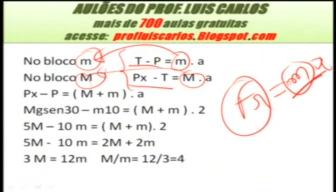 AULÕES DO PROF. LUIS CARLOS
mais de 700 aulas gratuitas
acesse: profluiscarlos.com.br
No bloco m T - P = m . a
No bloco M Px - T = M . a
Px – P = ( M + m) . a
Mgsen30 – m10 = (M + m) . 2
5M – 10 m = (M + m). 2
5M - 10 m = 2M + 2m
3 M = 12m M/m= 12/3=4